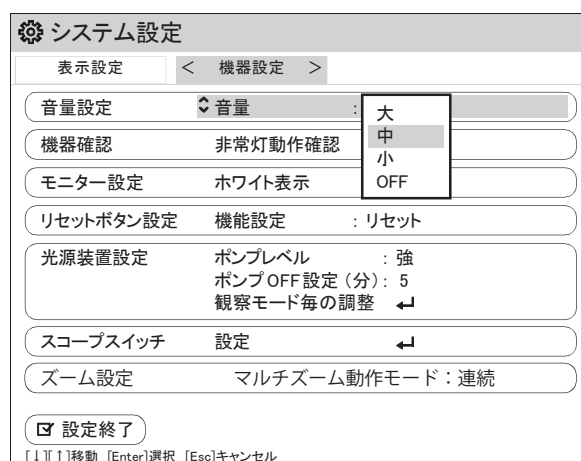 システム設定
表示設定 < 機器設定 >
音量設定 音量 :
大
中
小
OFF
機器確認 非常灯動作確認
モニター設定 ホワイト表示
リセットボタン設定 機能設定 : リセット
光源装置設定 ポンプレベル : 強
ポンプOFF設定 (分) : 5
観察モード毎の調整
スコープスイッチ 設定
ズーム設定 マルチズーム動作モード:連続
設定終了
[↓][↑]移動 [Enter]選択 [Esc]キャンセル